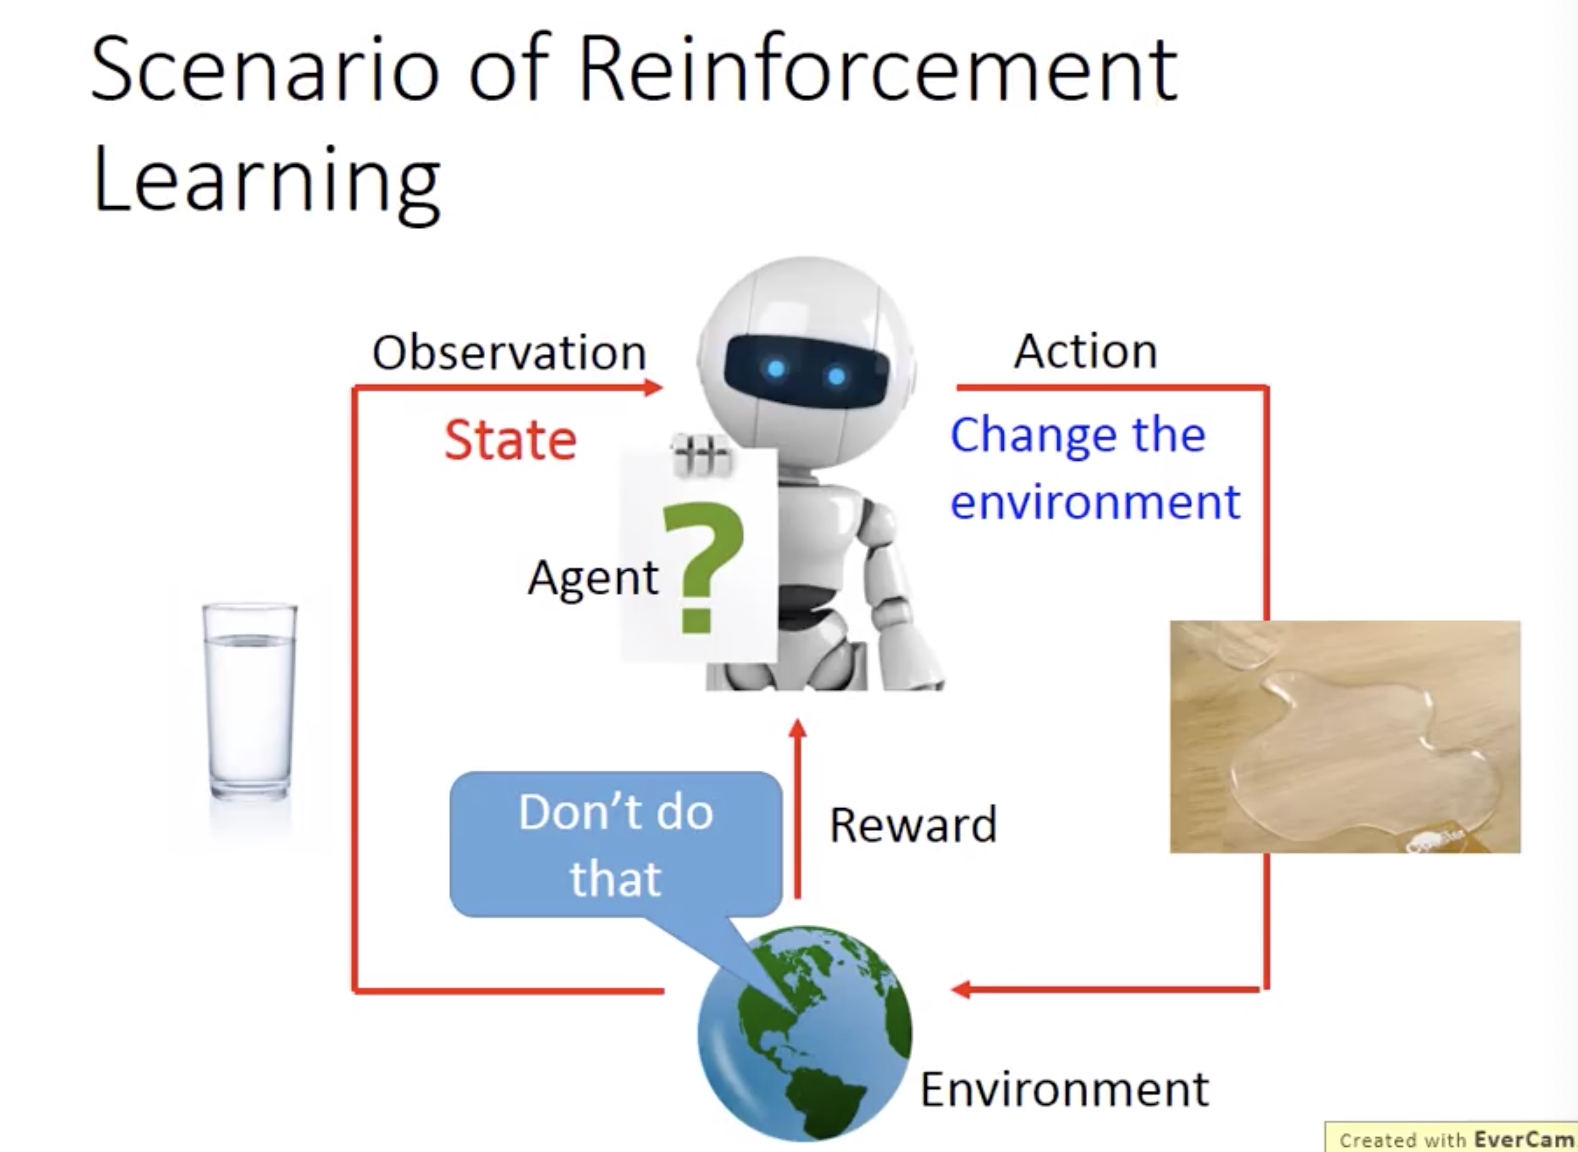 Scenario of Reinforcement
Learning
Observation
Action
State
Change the
environment
?
Agent
Don't do
that
Reward
Environment
Created with EverCam